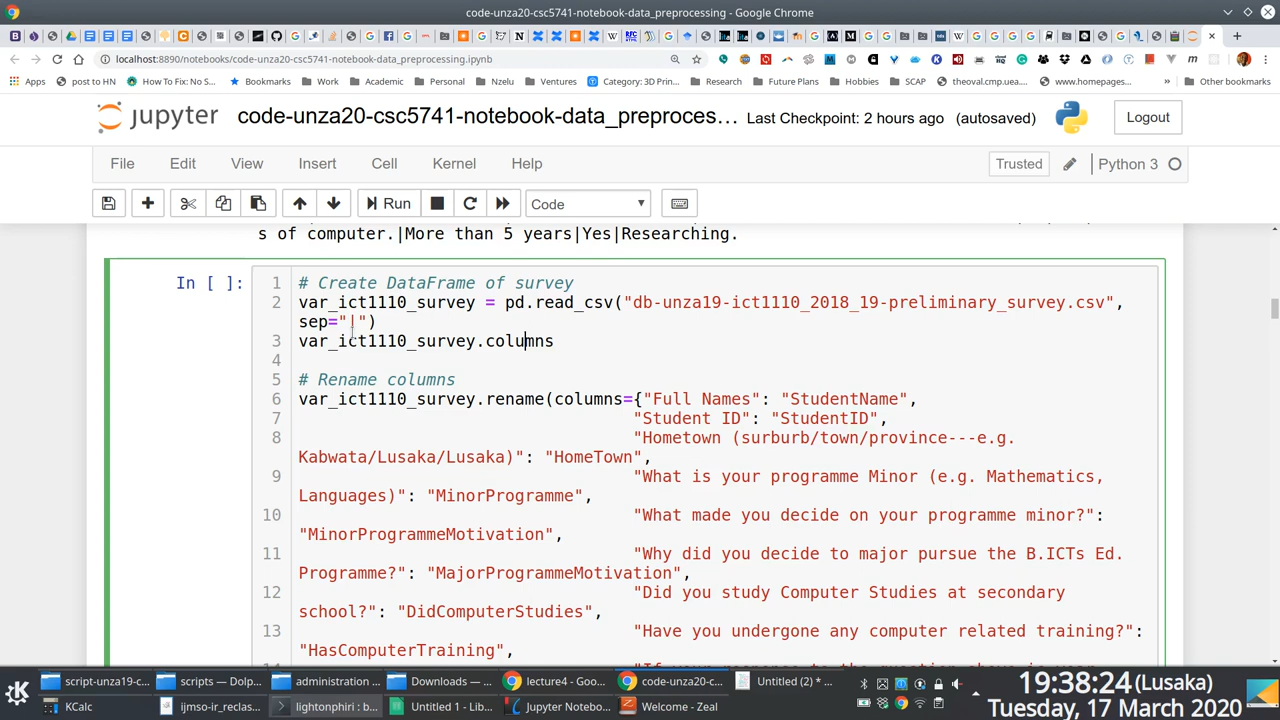 code-unza20-csc5741-notebook-data_preprocessing - Google Chrome
localhost:8890/notebooks/code-unza20-csc5741-notebook-data_preprocessing.ipynb
Apps post to HN How To Fix: No S... Bookmarks Work Academic Personal Nzelu Ventures Category: 3D Prin... Research Future Plans Hobbies SCAP theoval.cmp.uea... www.homepages... » Other bookmarks
jupyter code-unza20-csc5741-notebook-data_preproces... Last Checkpoint: 2 hours ago (autosaved) Logout
File Edit View Insert Cell Kernel Help Trusted Python 3
Run Code
s of computer.|More than 5 years|Yes|Researching.
In [ ]: 1 # Create DataFrame of survey
2 var_ict1110_survey = pd.read_csv("db-unza19-ict1110_2018_19-preliminary_survey.csv",
sep="|")
3 var_ict1110_survey.columns
4
5 # Rename columns
6 var_ict1110_survey.rename(columns={"Full Names": "StudentName",
7 "Student ID": "StudentID",
8 "Hometown (surburb/town/province---e.g.
Kabwata/Lusaka/Lusaka)": "HomeTown",
9 "What is your programme Minor (e.g. Mathematics,
Languages)": "MinorProgramme",
10 "What made you decide on your programme minor?":
"MinorProgrammeMotivation",
11 "Why did you decide to major pursue the B.ICTs Ed.
Programme?": "MajorProgrammeMotivation",
12 "Did you study Computer Studies at secondary
school?": "DidComputerStudies",
13 "Have you undergone any computer related training?":
"HasComputerTraining",
script-unza19-c... scripts — Dolp... administration ... Downloads — ... lecture4 - Goo... code-unza20-c... Untitled (2) * ...
KCalc ijmso-ir_reclas... lightonphiri : b... Untitled 1 - Lib... Jupyter Notebo... Welcome - Zeal
19:38:24 (Lusaka)
Tuesday, 17 March 2020